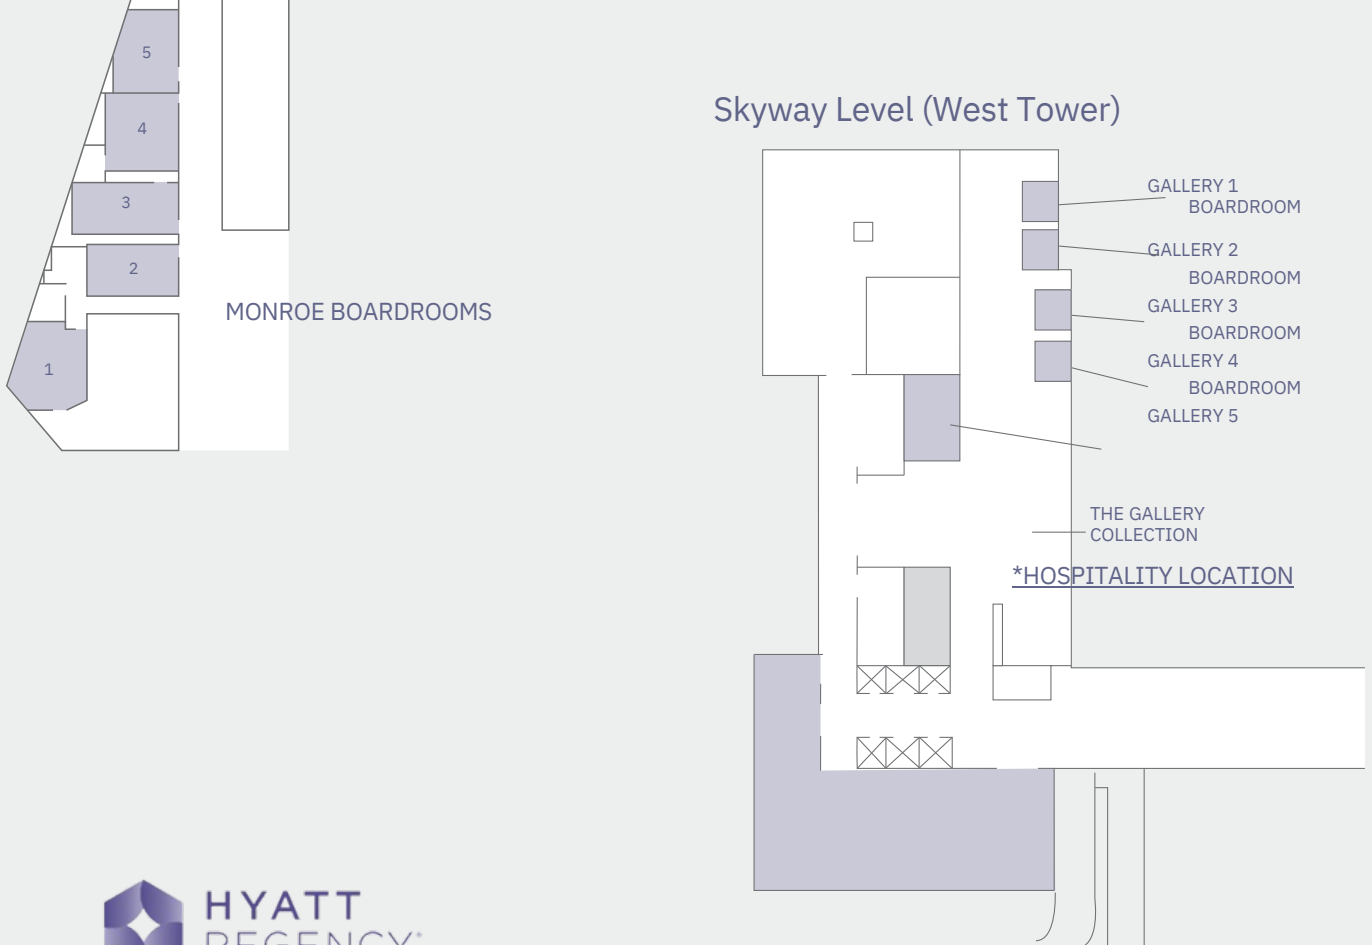 5
4
3
2
1
MONROE BOARDROOMS
Skyway Level (West Tower)
GALLERY 1
BOARDROOM
GALLERY 2
BOARDROOM
GALLERY 3
BOARDROOM
GALLERY 4
BOARDROOM
GALLERY 5
THE GALLERY
COLLECTION
*HOSPITALITY LOCATION
HYATT
REGENCY